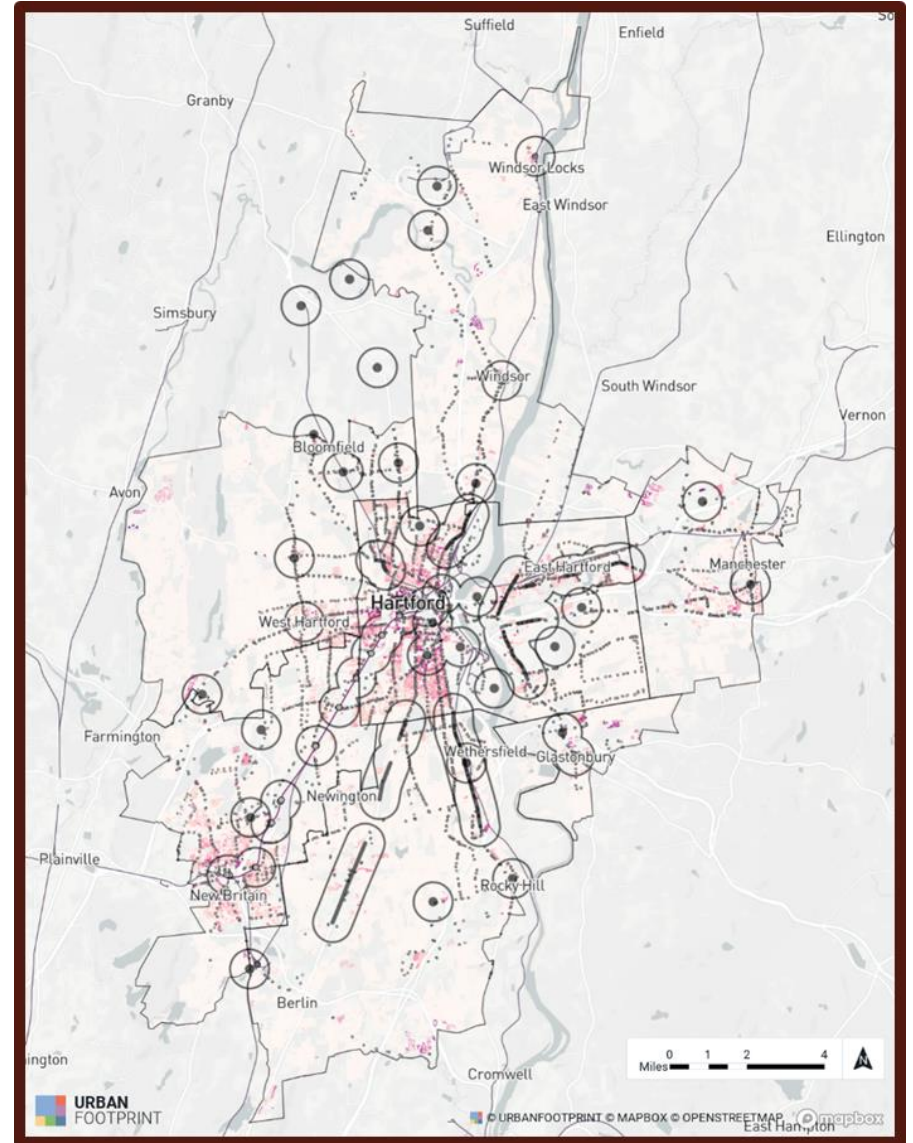 Suffield
So
Enfield
Granby
Windsor Locks
East Windsor
Ellington
Simsbury
Windsor
South Windsor
Vernon
Bloomfield
Avon
East Hartford
Manchester
Hartford
West Hartford
Farmington
Wethersfield
Glastonbury
Newington
Plainville
New Britain
Rocky Hill
Berlin
ington
Cromwell
0 1 2 4
Miles
N
URBAN
FOOTPRINT
© URBANFOOTPRINT © MAPBOX © OPENSTREETMAP
mapbox
East Hampton